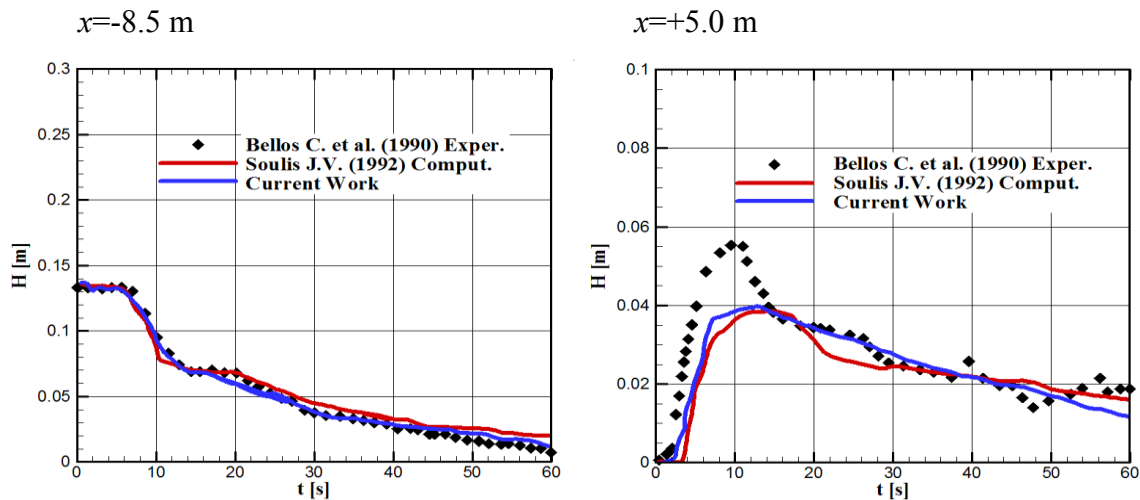 x=-8.5 m
x=+5.0 m
0.3
0.25
0.2
0.15
0.1
0.05
0
H [m]
Bellos C. et al. (1990) Exper.
Soulis J.V. (1992) Comput.
Current Work
0 10 20 30 40 50 60
t [s]
0.1
0.08
0.06
0.04
0.02
0
H [m]
Bellos C. et al. (1990) Exper.
Soulis J.V. (1992) Comput.
Current Work
0 10 20 30 40 50 60
t [s]